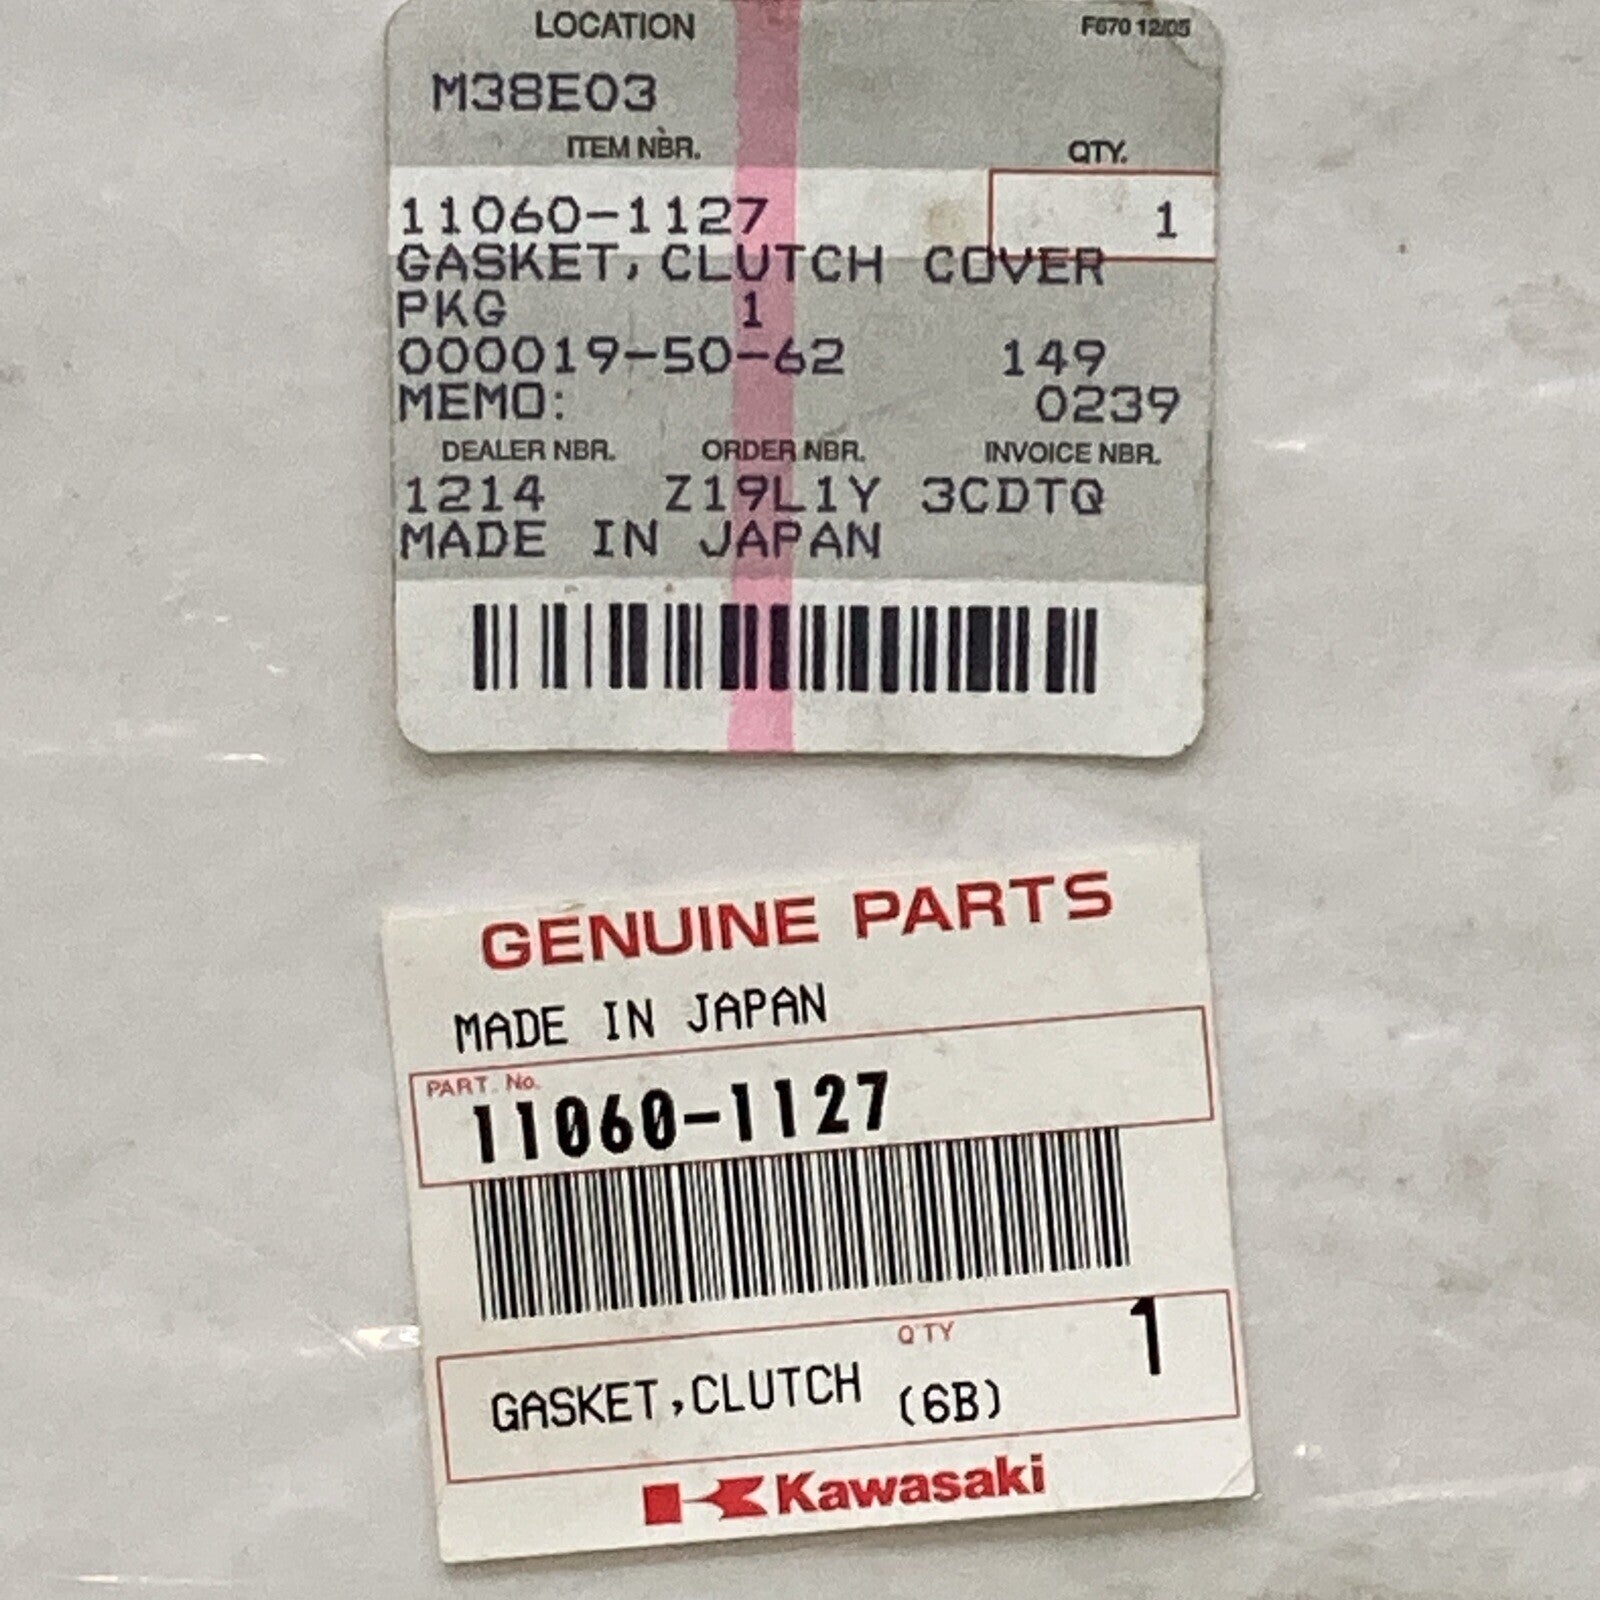 LOCATION F670 12/05
M38E03
ITEM NBR. QTY.
11060-1127 1
GASKET, CLUTCH COVER
PKG 1
000019-50-62 149
MEMO: 0239
DEALER NBR. ORDER NBR. INVOICE NBR.
1214 Z19L1Y 3CDTQ
MADE IN JAPAN
GENUINE PARTS
MADE IN JAPAN
PART. No.
11060-1127
QTY 1
GASKET,CLUTCH (6B)
Kawasaki